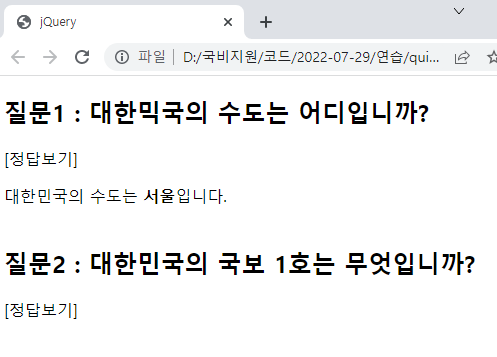 jQuery
파일 D:/국비지원/코드/2022-07-29/연습/qui...
질문1 : 대한믹국의 수도는 어디입니까?
[정답보기]
대한민국의 수도는 서울입니다.
질문2 : 대한민국의 국보 1호는 무엇입니까?
[정답보기]